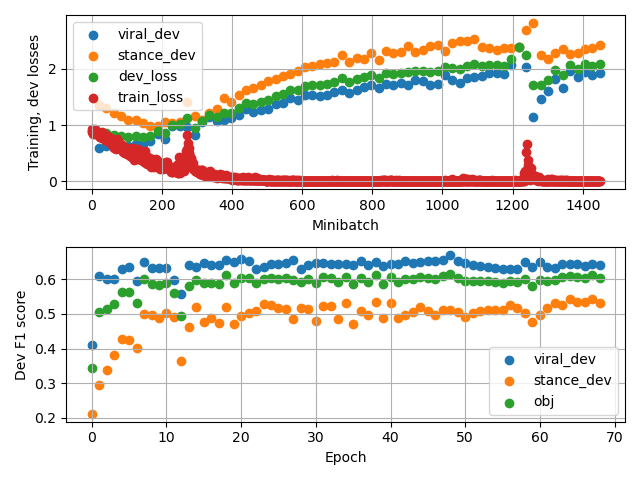 viral_dev
stance_dev
dev_loss
train_loss
Training, dev losses
2
1
0
0 200 400 600 800 1000 1200 1400
Minibatch
Dev F1 score
0.6
0.5
0.4
0.3
0.2
viral_dev
stance_dev
obj
0 10 20 30 40 50 60 70
Epoch